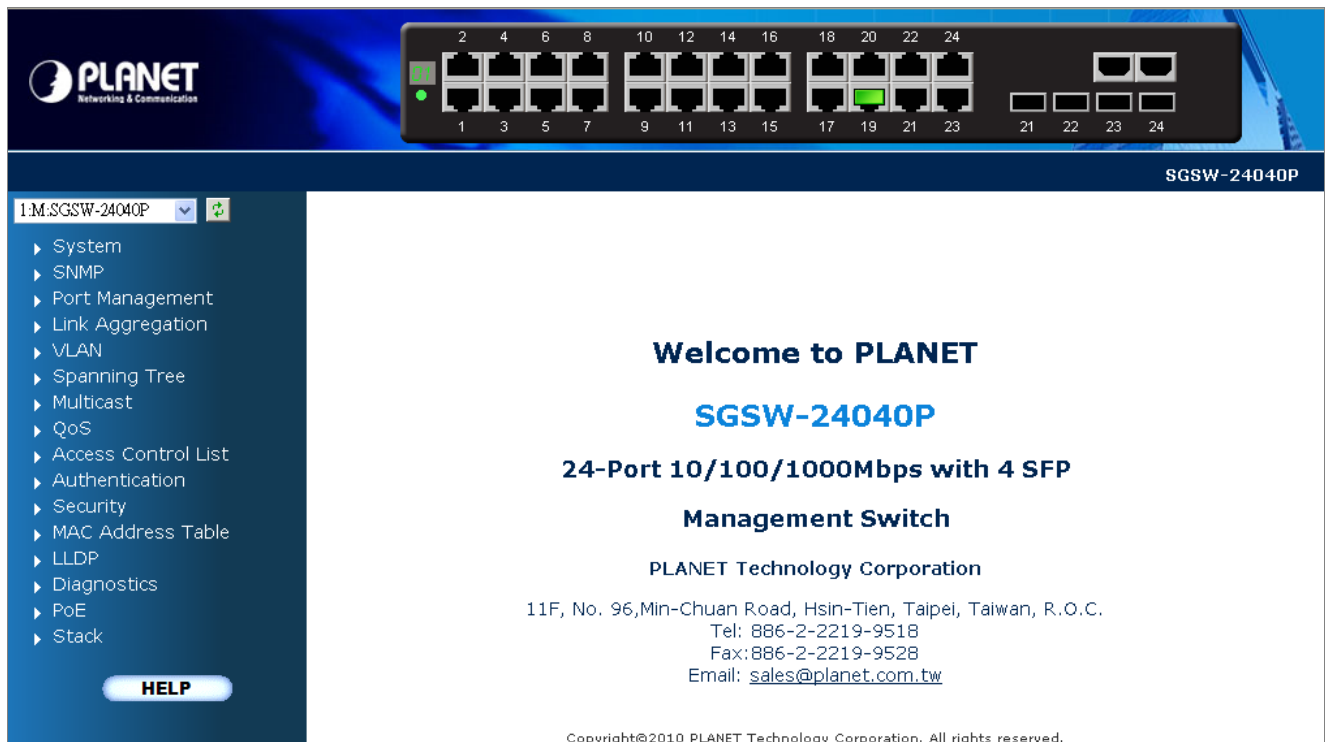 PLANET
Networking & Communication
2 4 6 8 10 12 14 16 18 20 22 24
01
1 3 5 7 9 11 13 15 17 19 21 23 21 22 23 24
SGSW-24040P
1:M:SGSW-24040P
System
SNMP
Port Management
Link Aggregation
VLAN
Spanning Tree
Multicast
QoS
Access Control List
Authentication
Security
MAC Address Table
LLDP
Diagnostics
PoE
Stack
HELP
Welcome to PLANET
SGSW-24040P
24-Port 10/100/1000Mbps with 4 SFP
Management Switch
PLANET Technology Corporation
11F, No. 96,Min-Chuan Road, Hsin-Tien, Taipei, Taiwan, R.O.C.
Tel: 886-2-2219-9518
Fax:886-2-2219-9528
Email: sales@planet.com.tw
Copyright©2010 PLANET Technology Corporation. All rights reserved.